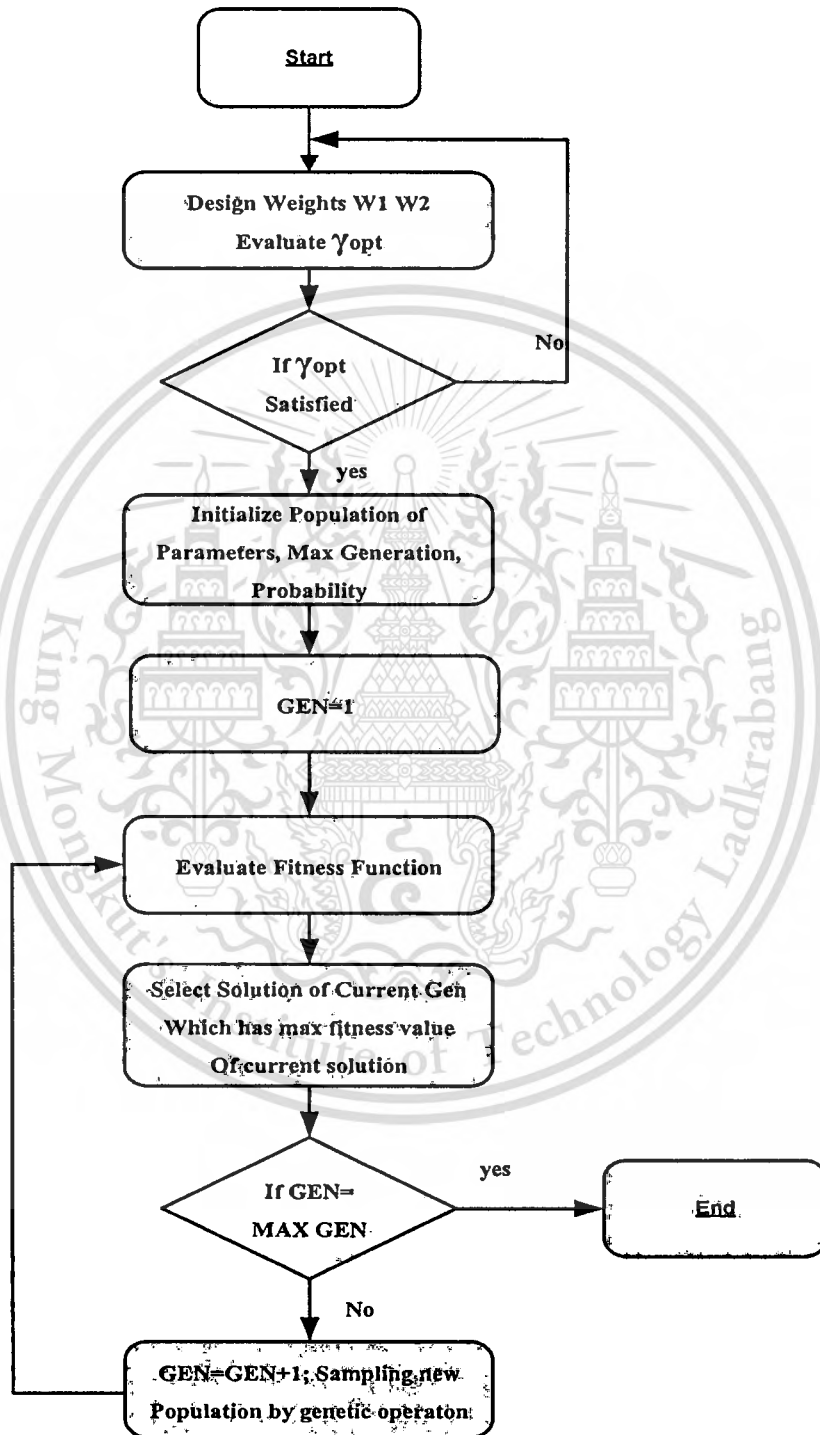 Start
Design Weights W1 W2
Evaluate γopt
If γopt
Satisfied
No
yes
Initialize Population of
Parameters, Max Generation,
Probability
GEN=1
Evaluate Fitness Function
Select Solution of Current Gen
Which has max fitness value
Of current solution
If GEN=
MAX GEN
yes
End
No
GEN=GEN+1; Sampling new
Population by genetic operaton
King Mongkut's Institute of Technology Ladkrabang